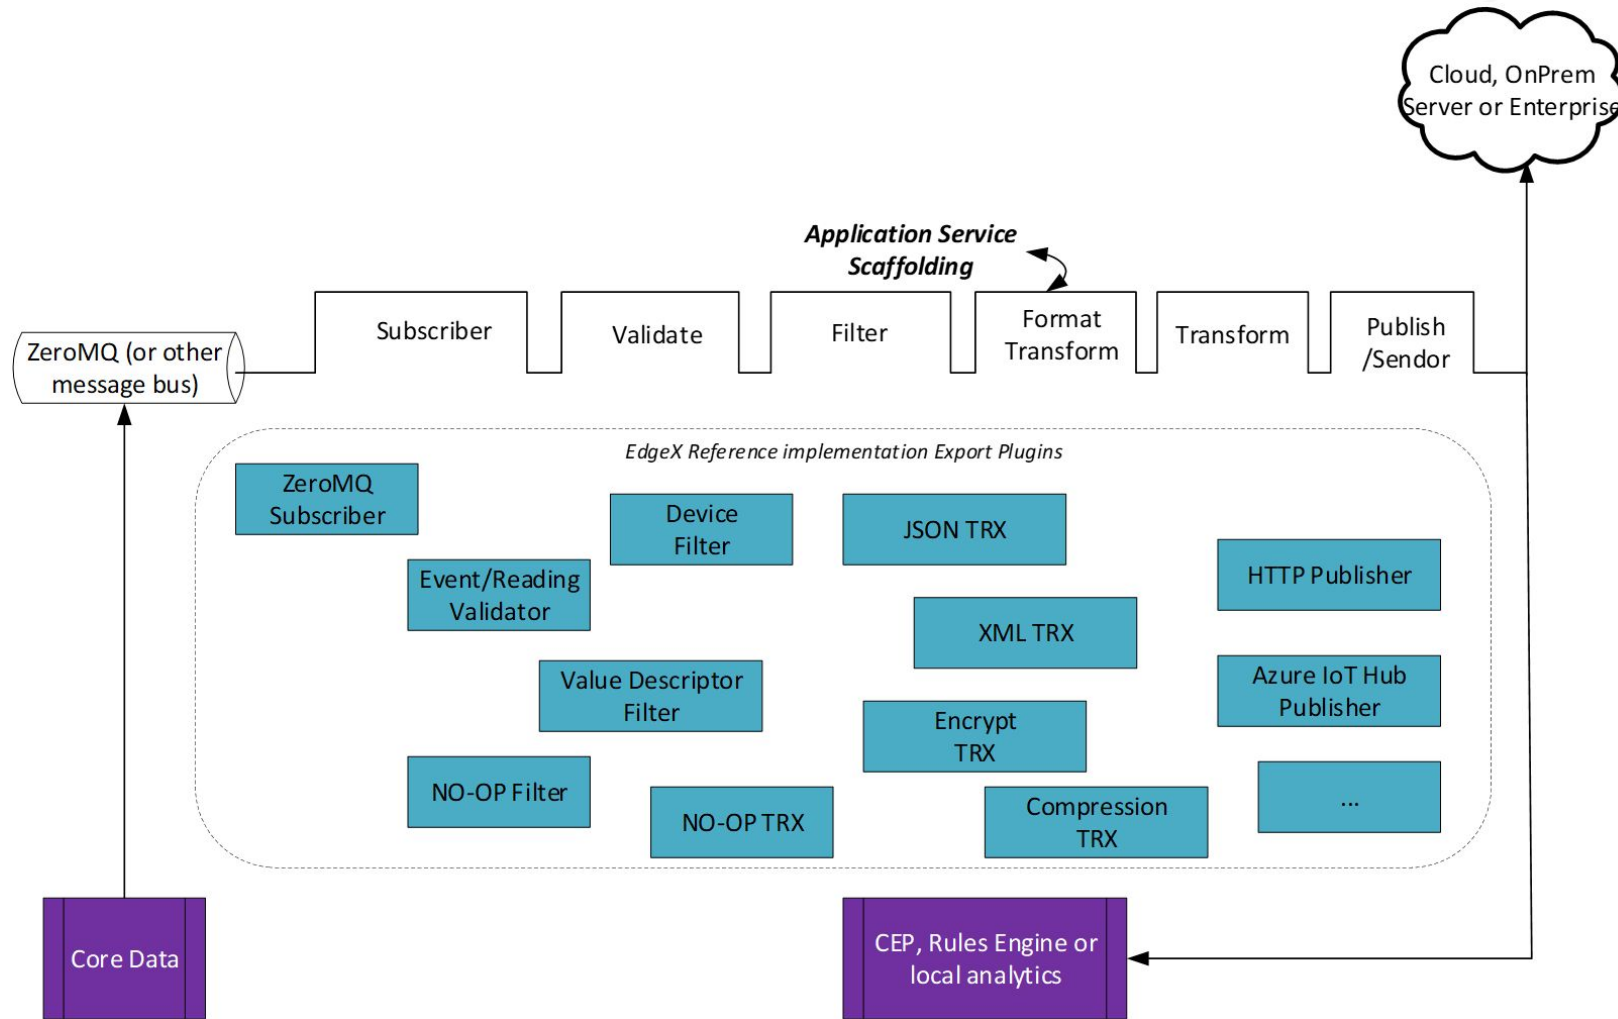 Cloud, OnPrem
Server or Enterprise
Application Service
Scaffolding
Subscriber
Validate
Filter
Format
Transform
Transform
Publish
/Sendor
ZeroMQ (or other
message bus)
EdgeX Reference implementation Export Plugins
ZeroMQ
Subscriber
Device
Filter
JSON TRX
HTTP Publisher
Event/Reading
Validator
XML TRX
Value Descriptor
Filter
Azure IoT Hub
Publisher
Encrypt
TRX
NO-OP Filter
NO-OP TRX
Compression
TRX
...
Core Data
CEP, Rules Engine or
local analytics